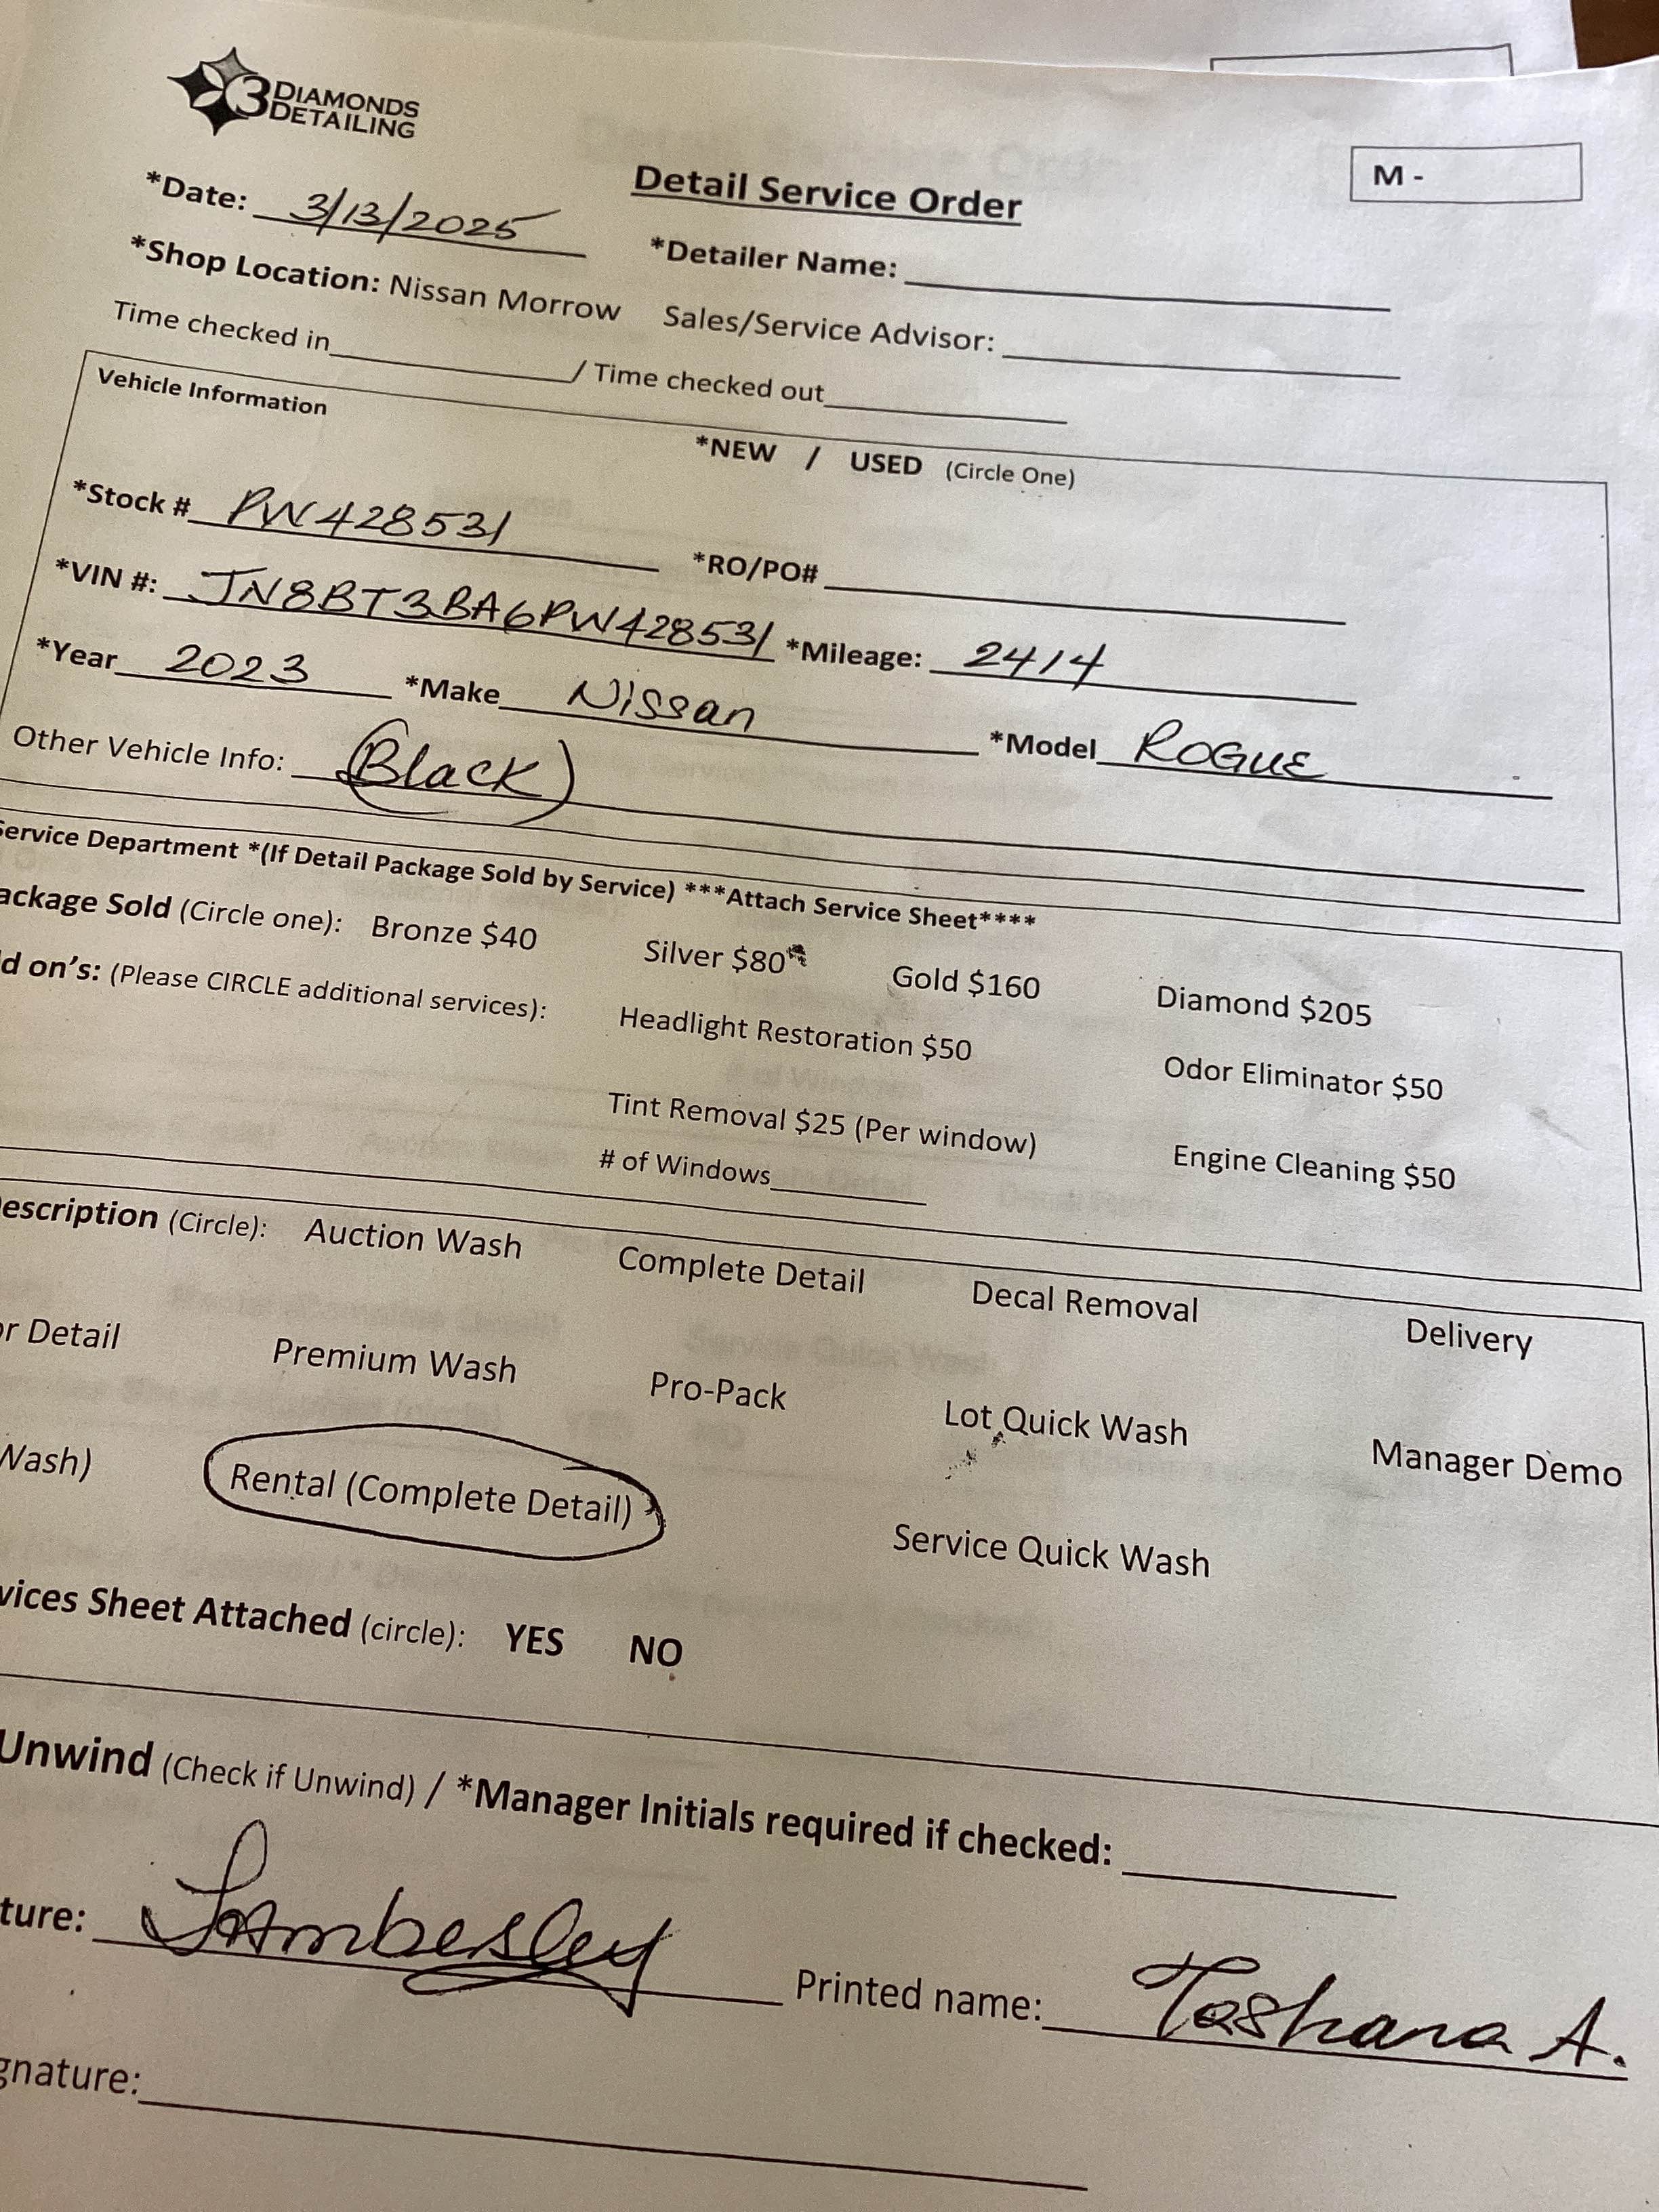 3 DIAMONDS DETAILING
M -
Detail Service Order
*Date: 3/13/2025 *Detailer Name:
*Shop Location: Nissan Morrow Sales/Service Advisor:
Time checked in / Time checked out
Vehicle Information
*NEW / USED (Circle One)
*Stock # PW428531 *RO/PO#
*VIN #: JN8BT3BA6PW428531 *Mileage: 2414
*Year 2023 *Make Nissan *Model ROGUE
Other Vehicle Info: (Black)
Service Department *(If Detail Package Sold by Service) ***Attach Service Sheet****
ackage Sold (Circle one): Bronze $40 Silver $80 Gold $160 Diamond $205
d on's: (Please CIRCLE additional services): Headlight Restoration $50 Odor Eliminator $50
Tint Removal $25 (Per window) Engine Cleaning $50
# of Windows
escription (Circle): Auction Wash Complete Detail Decal Removal Delivery
or Detail Premium Wash Pro-Pack Lot Quick Wash Manager Demo
Wash) Rental (Complete Detail) Service Quick Wash
vices Sheet Attached (circle): YES NO
Unwind (Check if Unwind) / *Manager Initials required if checked:
ture: Printed name: Tashana A.
gnature: